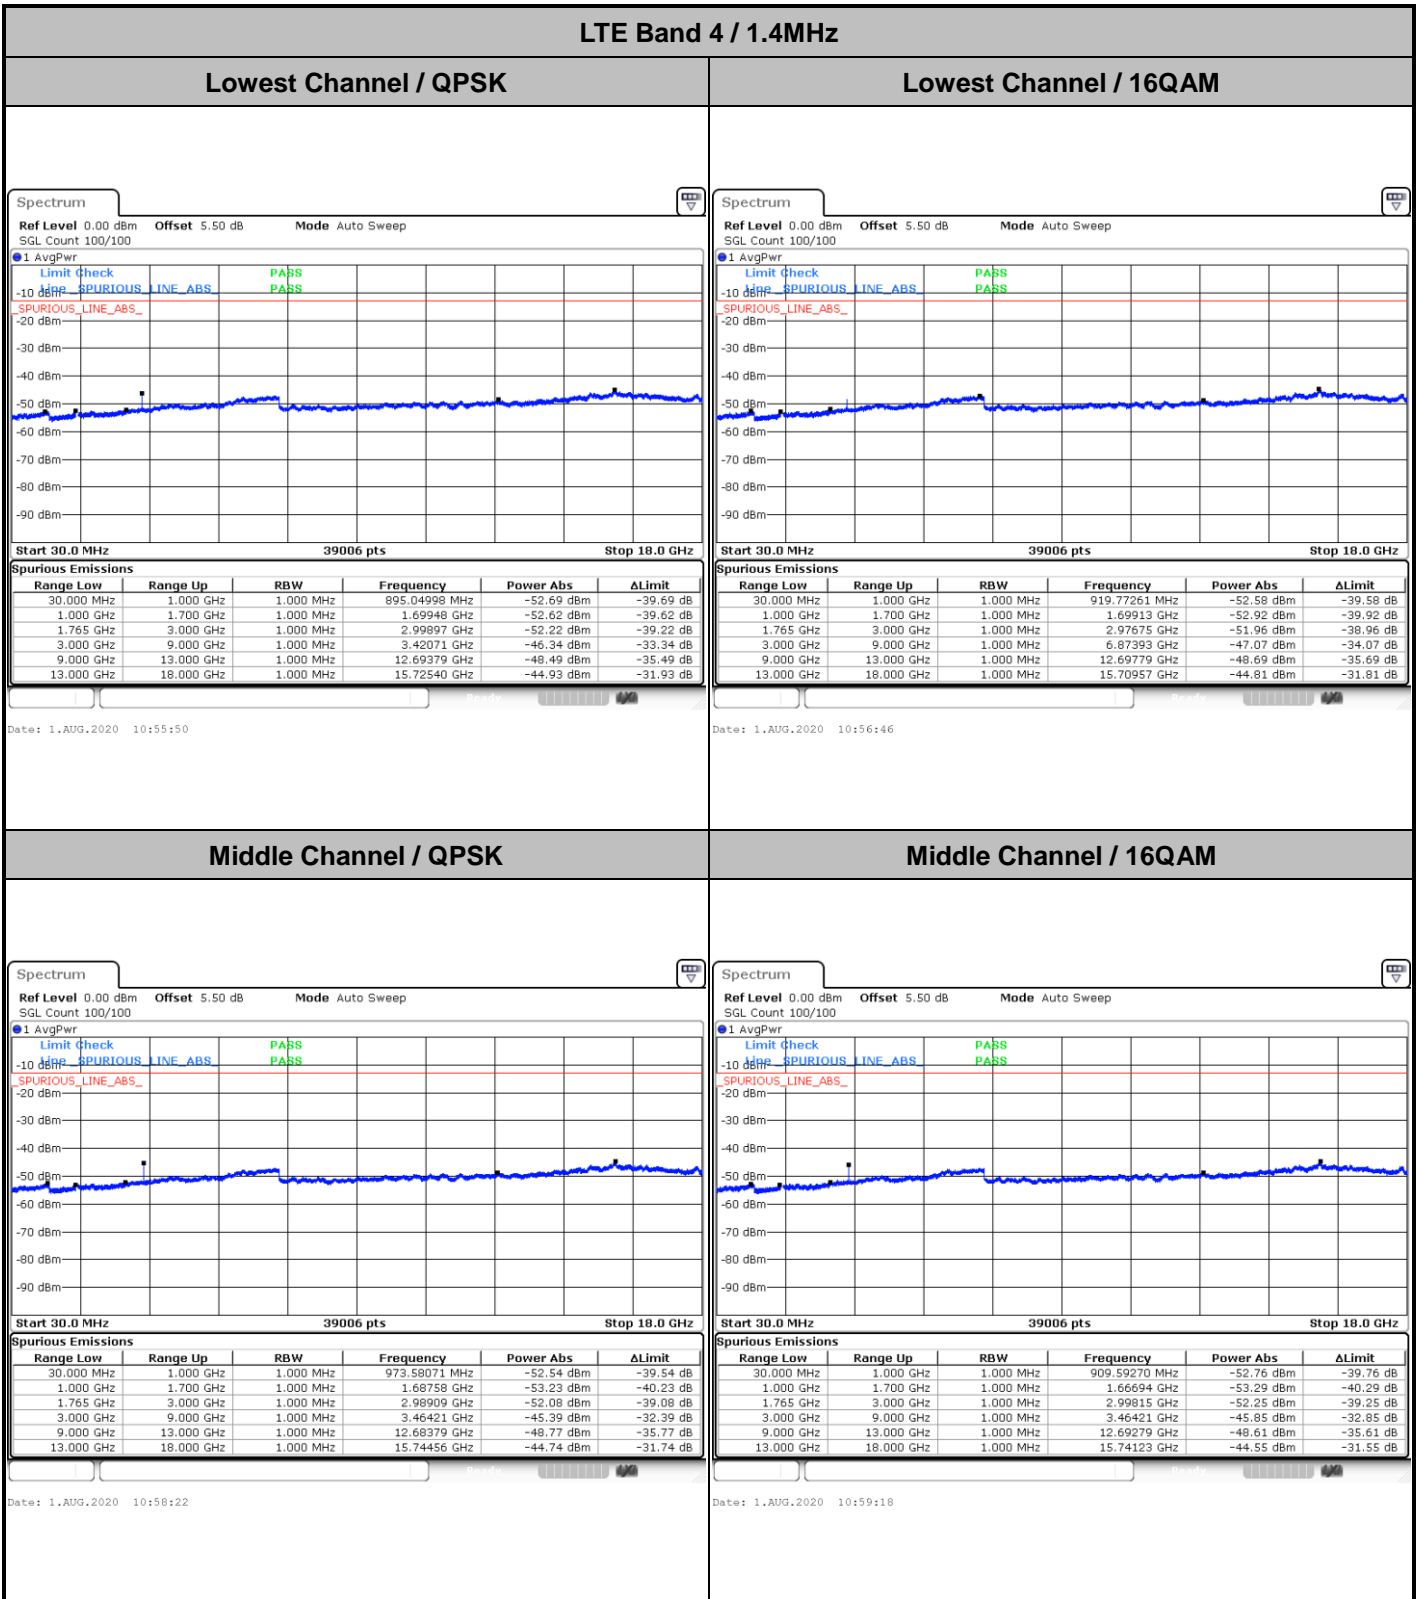 LTE Band 4 / 1.4MHz
Lowest Channel / QPSK
Lowest Channel / 16QAM
Spectrum
Ref Level 0.00 dBm Offset 5.50 dB Mode Auto Sweep
SGL Count 100/100
1 AvgPwr
Limit Check PASS
-10 dBm Line _SPURIOUS_LINE_ABS_ PASS
_SPURIOUS_LINE_ABS_
-20 dBm
-30 dBm
-40 dBm
-50 dBm
-60 dBm
-70 dBm
-80 dBm
-90 dBm
Start 30.0 MHz 39006 pts Stop 18.0 GHz
Spurious Emissions
Range Low Range Up RBW Frequency Power Abs ΔLimit
30.000 MHz 1.000 GHz 1.000 MHz 895.04998 MHz -52.69 dBm -39.69 dB
1.000 GHz 1.700 GHz 1.000 MHz 1.69948 GHz -52.62 dBm -39.62 dB
1.765 GHz 3.000 GHz 1.000 MHz 2.99897 GHz -52.22 dBm -39.22 dB
3.000 GHz 9.000 GHz 1.000 MHz 3.42071 GHz -46.34 dBm -33.34 dB
9.000 GHz 13.000 GHz 1.000 MHz 12.69379 GHz -48.49 dBm -35.49 dB
13.000 GHz 18.000 GHz 1.000 MHz 15.72540 GHz -44.93 dBm -31.93 dB
Ready
Date: 1.AUG.2020 10:55:50
Spectrum
Ref Level 0.00 dBm Offset 5.50 dB Mode Auto Sweep
SGL Count 100/100
1 AvgPwr
Limit Check PASS
-10 dBm Line _SPURIOUS_LINE_ABS_ PASS
_SPURIOUS_LINE_ABS_
-20 dBm
-30 dBm
-40 dBm
-50 dBm
-60 dBm
-70 dBm
-80 dBm
-90 dBm
Start 30.0 MHz 39006 pts Stop 18.0 GHz
Spurious Emissions
Range Low Range Up RBW Frequency Power Abs ΔLimit
30.000 MHz 1.000 GHz 1.000 MHz 919.77261 MHz -52.58 dBm -39.58 dB
1.000 GHz 1.700 GHz 1.000 MHz 1.69913 GHz -52.92 dBm -39.92 dB
1.765 GHz 3.000 GHz 1.000 MHz 2.97675 GHz -51.96 dBm -38.96 dB
3.000 GHz 9.000 GHz 1.000 MHz 6.87393 GHz -47.07 dBm -34.07 dB
9.000 GHz 13.000 GHz 1.000 MHz 12.69779 GHz -48.69 dBm -35.69 dB
13.000 GHz 18.000 GHz 1.000 MHz 15.70957 GHz -44.81 dBm -31.81 dB
Ready
Date: 1.AUG.2020 10:56:46
Middle Channel / QPSK
Middle Channel / 16QAM
Spectrum
Ref Level 0.00 dBm Offset 5.50 dB Mode Auto Sweep
SGL Count 100/100
1 AvgPwr
Limit Check PASS
-10 dBm Line _SPURIOUS_LINE_ABS_ PASS
_SPURIOUS_LINE_ABS_
-20 dBm
-30 dBm
-40 dBm
-50 dBm
-60 dBm
-70 dBm
-80 dBm
-90 dBm
Start 30.0 MHz 39006 pts Stop 18.0 GHz
Spurious Emissions
Range Low Range Up RBW Frequency Power Abs ΔLimit
30.000 MHz 1.000 GHz 1.000 MHz 973.58071 MHz -52.54 dBm -39.54 dB
1.000 GHz 1.700 GHz 1.000 MHz 1.68758 GHz -53.23 dBm -40.23 dB
1.765 GHz 3.000 GHz 1.000 MHz 2.98909 GHz -52.08 dBm -39.08 dB
3.000 GHz 9.000 GHz 1.000 MHz 3.46421 GHz -45.39 dBm -32.39 dB
9.000 GHz 13.000 GHz 1.000 MHz 12.68379 GHz -48.77 dBm -35.77 dB
13.000 GHz 18.000 GHz 1.000 MHz 15.74456 GHz -44.74 dBm -31.74 dB
Ready
Date: 1.AUG.2020 10:58:22
Spectrum
Ref Level 0.00 dBm Offset 5.50 dB Mode Auto Sweep
SGL Count 100/100
1 AvgPwr
Limit Check PASS
-10 dBm Line _SPURIOUS_LINE_ABS_ PASS
_SPURIOUS_LINE_ABS_
-20 dBm
-30 dBm
-40 dBm
-50 dBm
-60 dBm
-70 dBm
-80 dBm
-90 dBm
Start 30.0 MHz 39006 pts Stop 18.0 GHz
Spurious Emissions
Range Low Range Up RBW Frequency Power Abs ΔLimit
30.000 MHz 1.000 GHz 1.000 MHz 909.59270 MHz -52.76 dBm -39.76 dB
1.000 GHz 1.700 GHz 1.000 MHz 1.66694 GHz -53.29 dBm -40.29 dB
1.765 GHz 3.000 GHz 1.000 MHz 2.99815 GHz -52.25 dBm -39.25 dB
3.000 GHz 9.000 GHz 1.000 MHz 3.46421 GHz -45.85 dBm -32.85 dB
9.000 GHz 13.000 GHz 1.000 MHz 12.69279 GHz -48.61 dBm -35.61 dB
13.000 GHz 18.000 GHz 1.000 MHz 15.74123 GHz -44.55 dBm -31.55 dB
Ready
Date: 1.AUG.2020 10:59:18